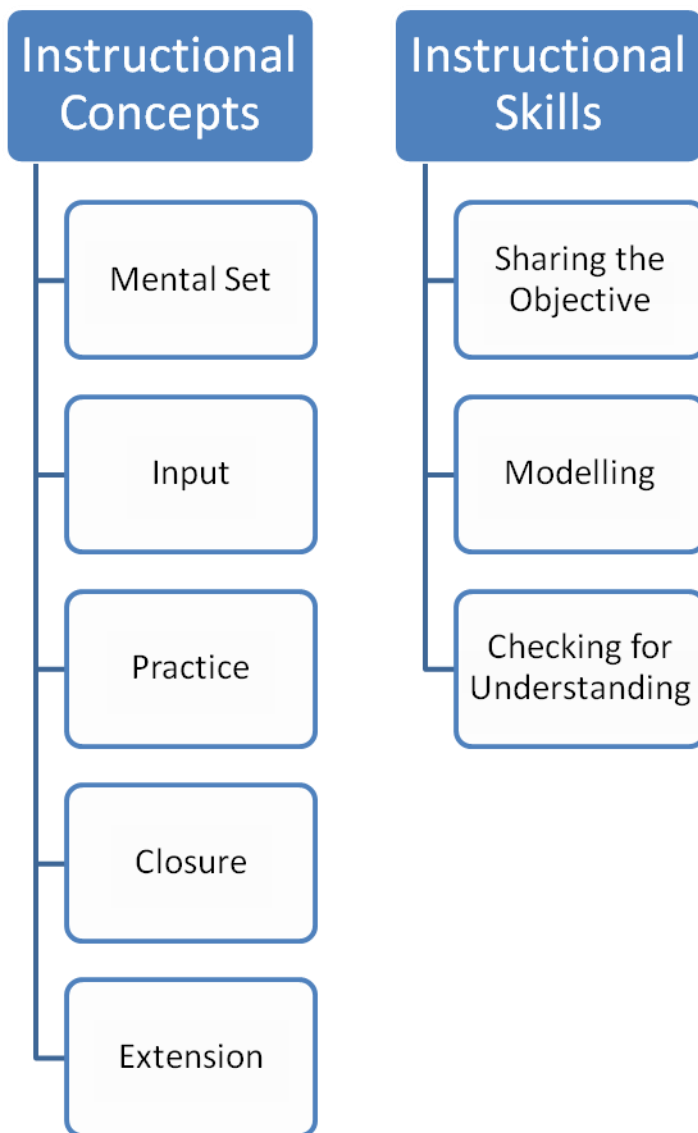 Instructional
Concepts
Mental Set
Input
Practice
Closure
Extension
Instructional
Skills
Sharing the
Objective
Modelling
Checking for
Understanding